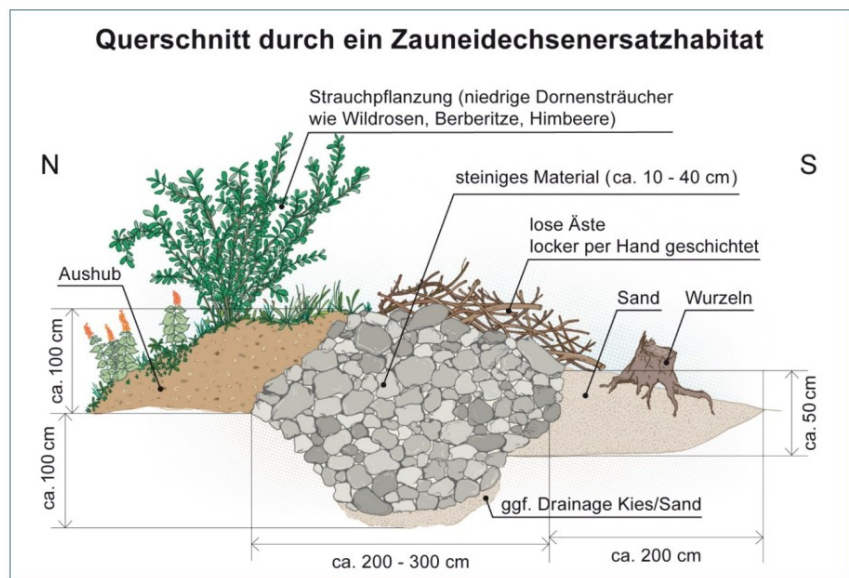 Querschnitt durch ein Zauneidechsenersatzhabitat
Strauchpflanzung (niedrige Dornensträucher
wie Wildrosen, Berberitze, Himbeere)
N
S
steiniges Material (ca. 10 - 40 cm)
lose Äste
locker per Hand geschichtet
Aushub
Sand
Wurzeln
ca. 100 cm
ca. 50 cm
ca. 100 cm
ggf. Drainage Kies/Sand
ca. 200 - 300 cm
ca. 200 cm